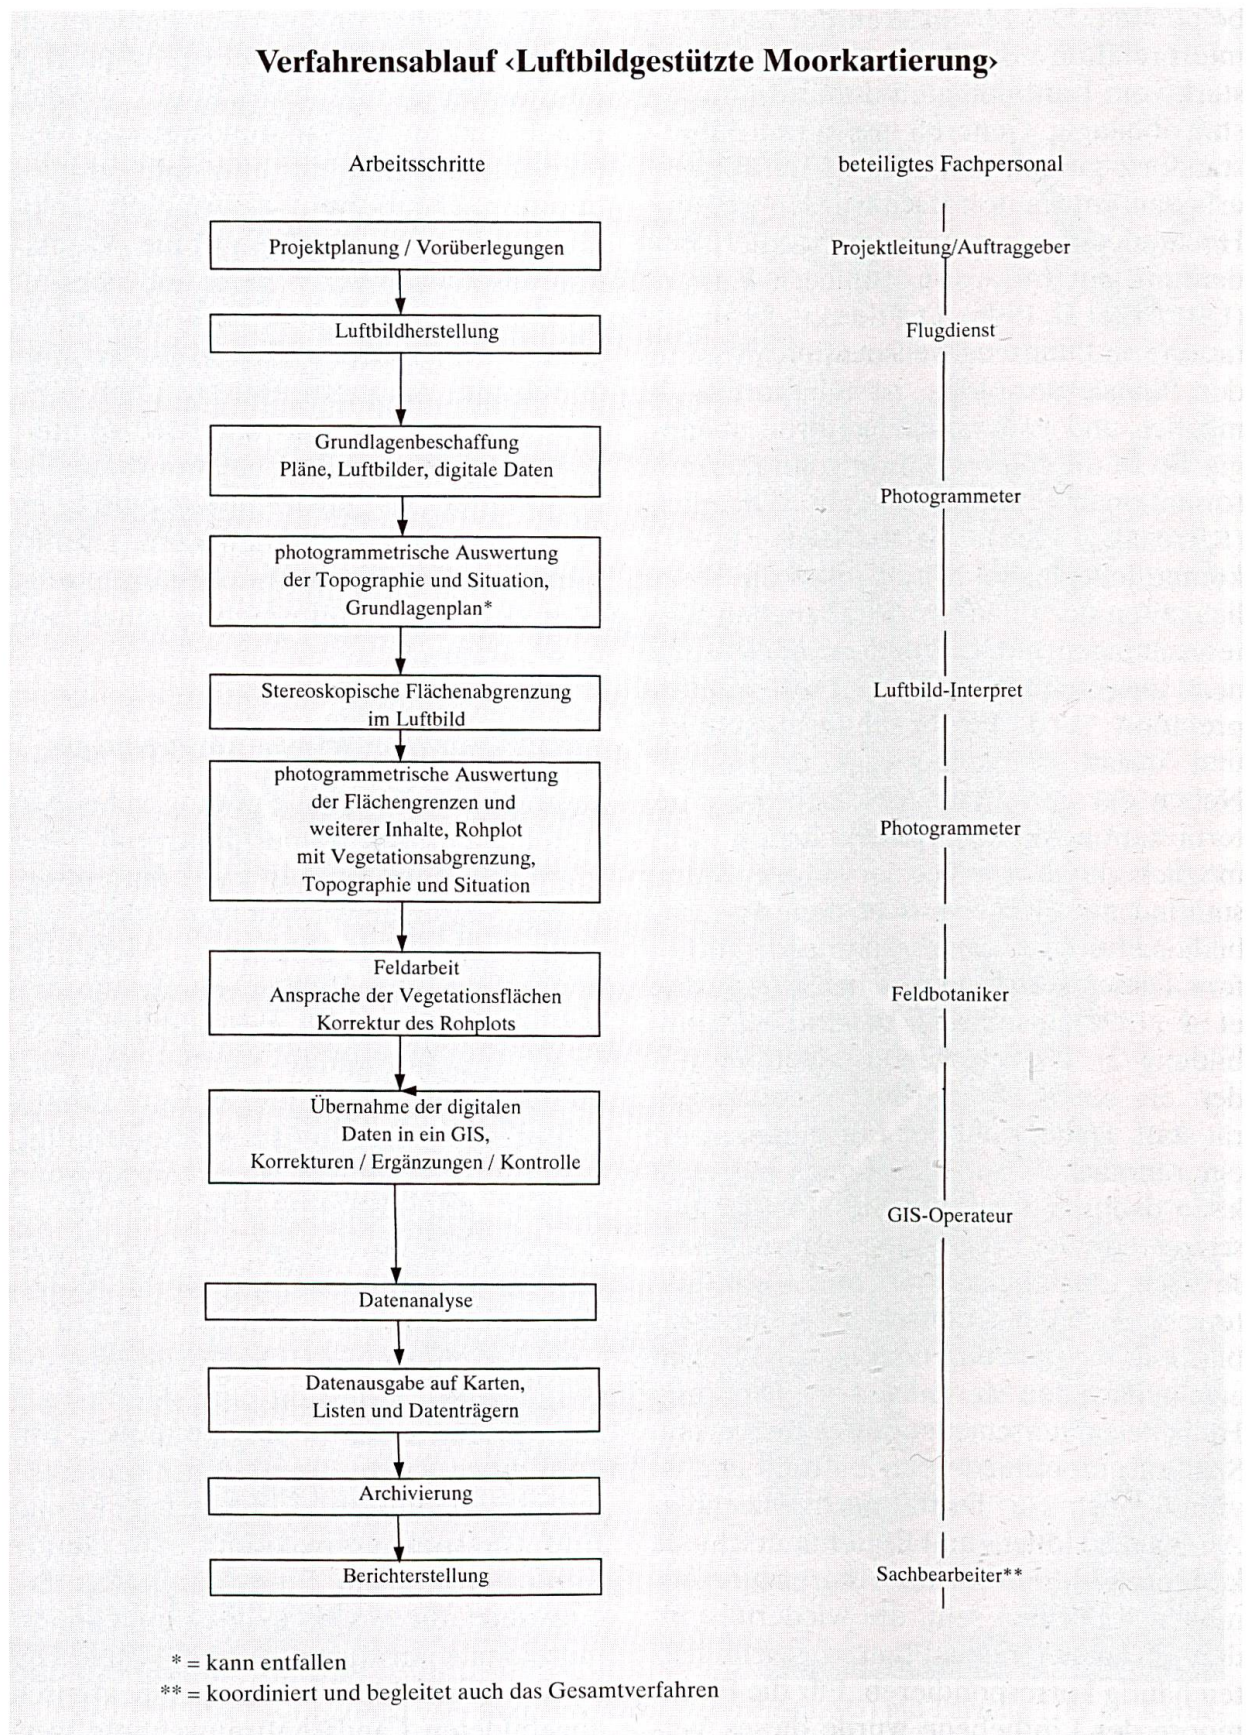 Verfahrensablauf ‹Luftbildgestützte Moorkartierung›
Arbeitsschritte
beteiligtes Fachpersonal
Projektplanung / Vorüberlegungen
Projektleitung/Auftraggeber
Luftbildherstellung
Flugdienst
Grundlagenbeschaffung
Pläne, Luftbilder, digitale Daten
Photogrammeter
photogrammetrische Auswertung
der Topographie und Situation,
Grundlagenplan*
Stereoskopische Flächenabgrenzung
im Luftbild
Luftbild-Interpret
photogrammetrische Auswertung
der Flächengrenzen und
weiterer Inhalte, Rohplot
mit Vegetationsabgrenzung,
Topographie und Situation
Photogrammeter
Feldarbeit
Ansprache der Vegetationsflächen
Korrektur des Rohplots
Feldbotaniker
Übernahme der digitalen
Daten in ein GIS,
Korrekturen / Ergänzungen / Kontrolle
GIS-Operateur
Datenanalyse
Datenausgabe auf Karten,
Listen und Datenträgern
Archivierung
Berichterstellung
Sachbearbeiter**
* = kann entfallen
** = koordiniert und begleitet auch das Gesamtverfahren